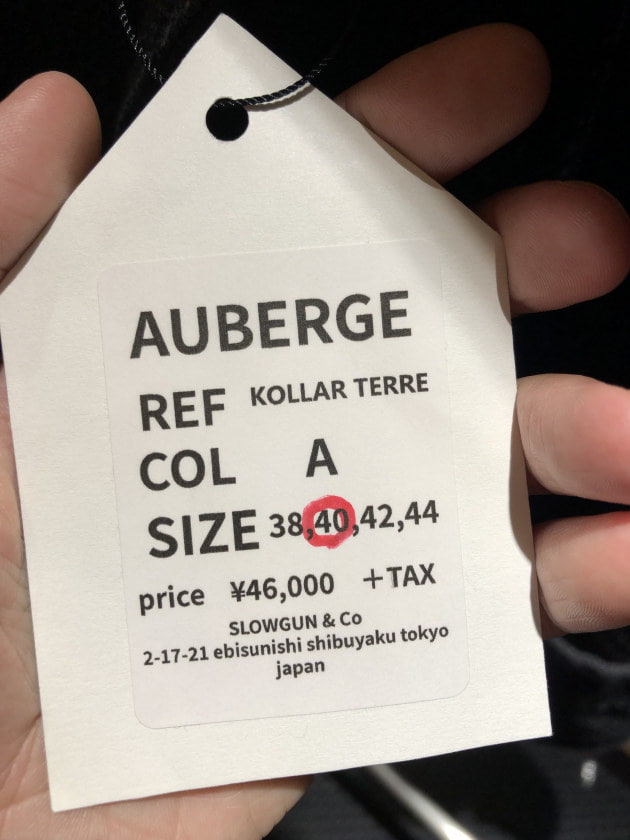 AUBERGE
REF KOLLAR TERRE
COL A
SIZE 38,40,42,44
price ¥46,000 +TAX
SLOWGUN & Co
2-17-21 ebisunishi shibuyaku tokyo
japan